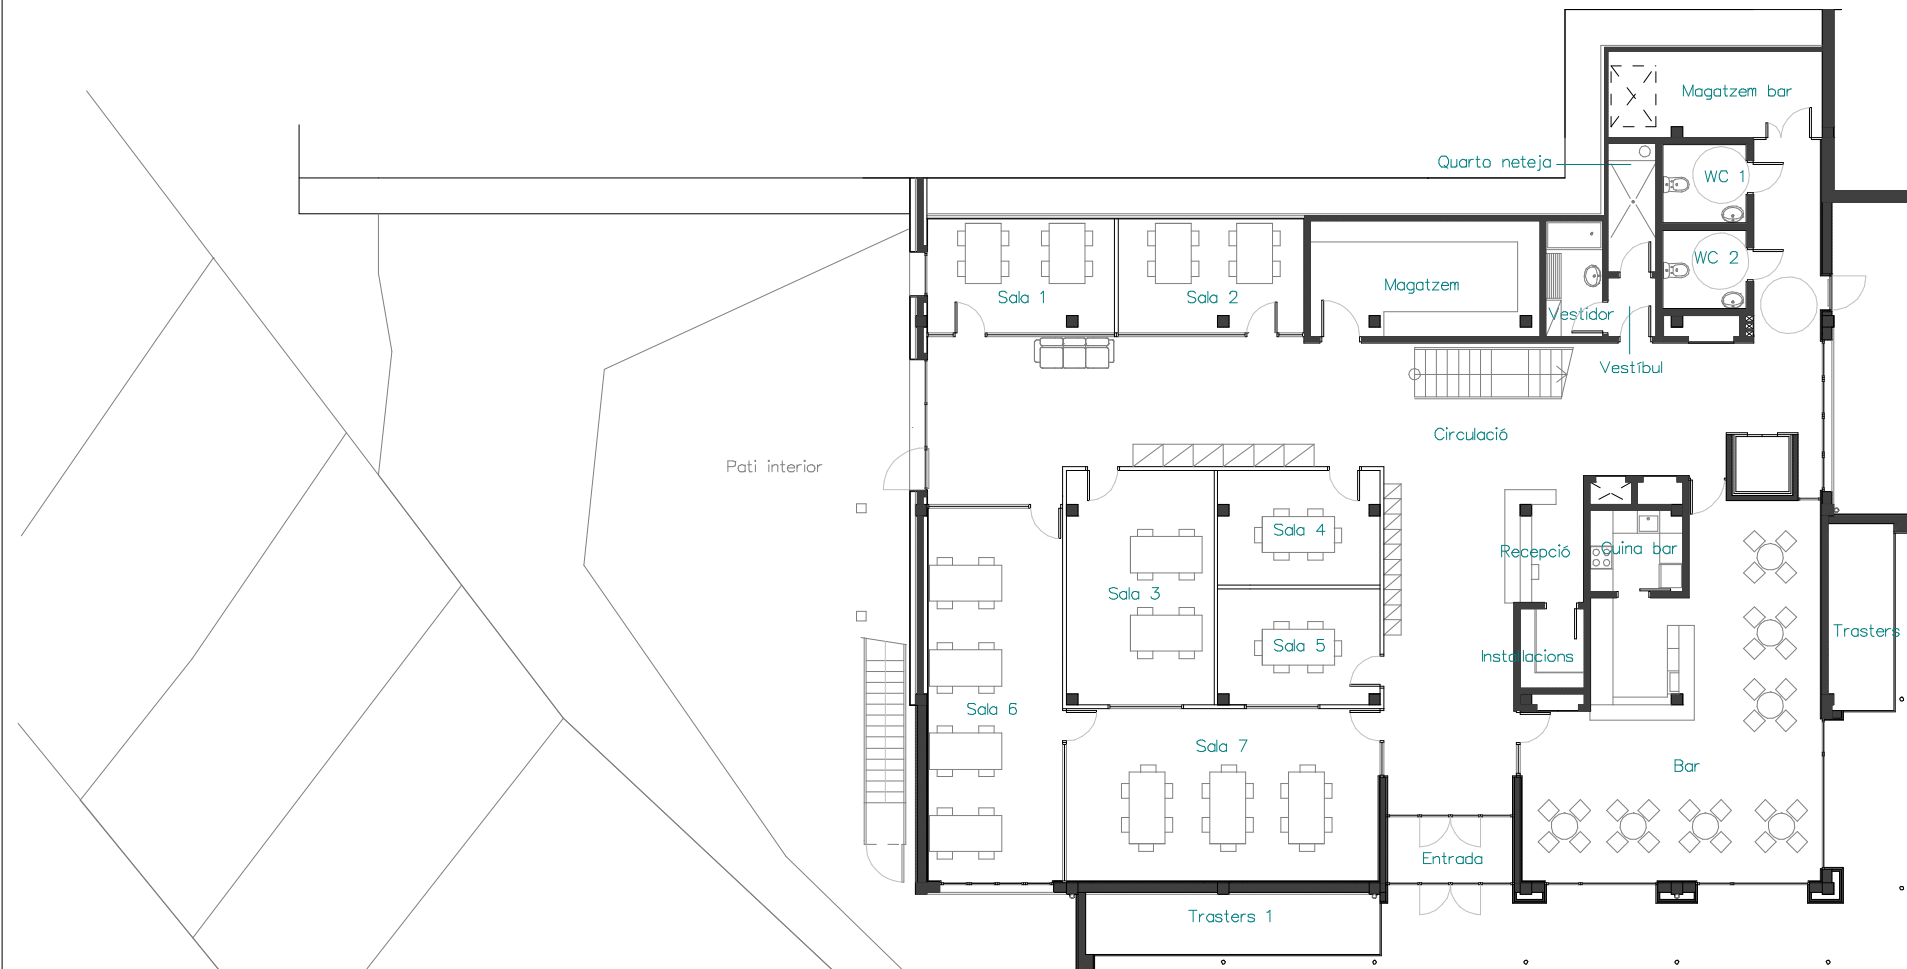 Magatzem bar
Quarto neteja
WC 1
WC 2
Sala 1
Sala 2
Magatzem
Vestidor
Vestíbul
Circulació
Pati interior
Sala 4
Recepció
Cuina bar
Sala 3
Trasters
Sala 5
Instal·lacions
Sala 6
Sala 7
Bar
Entrada
Trasters 1